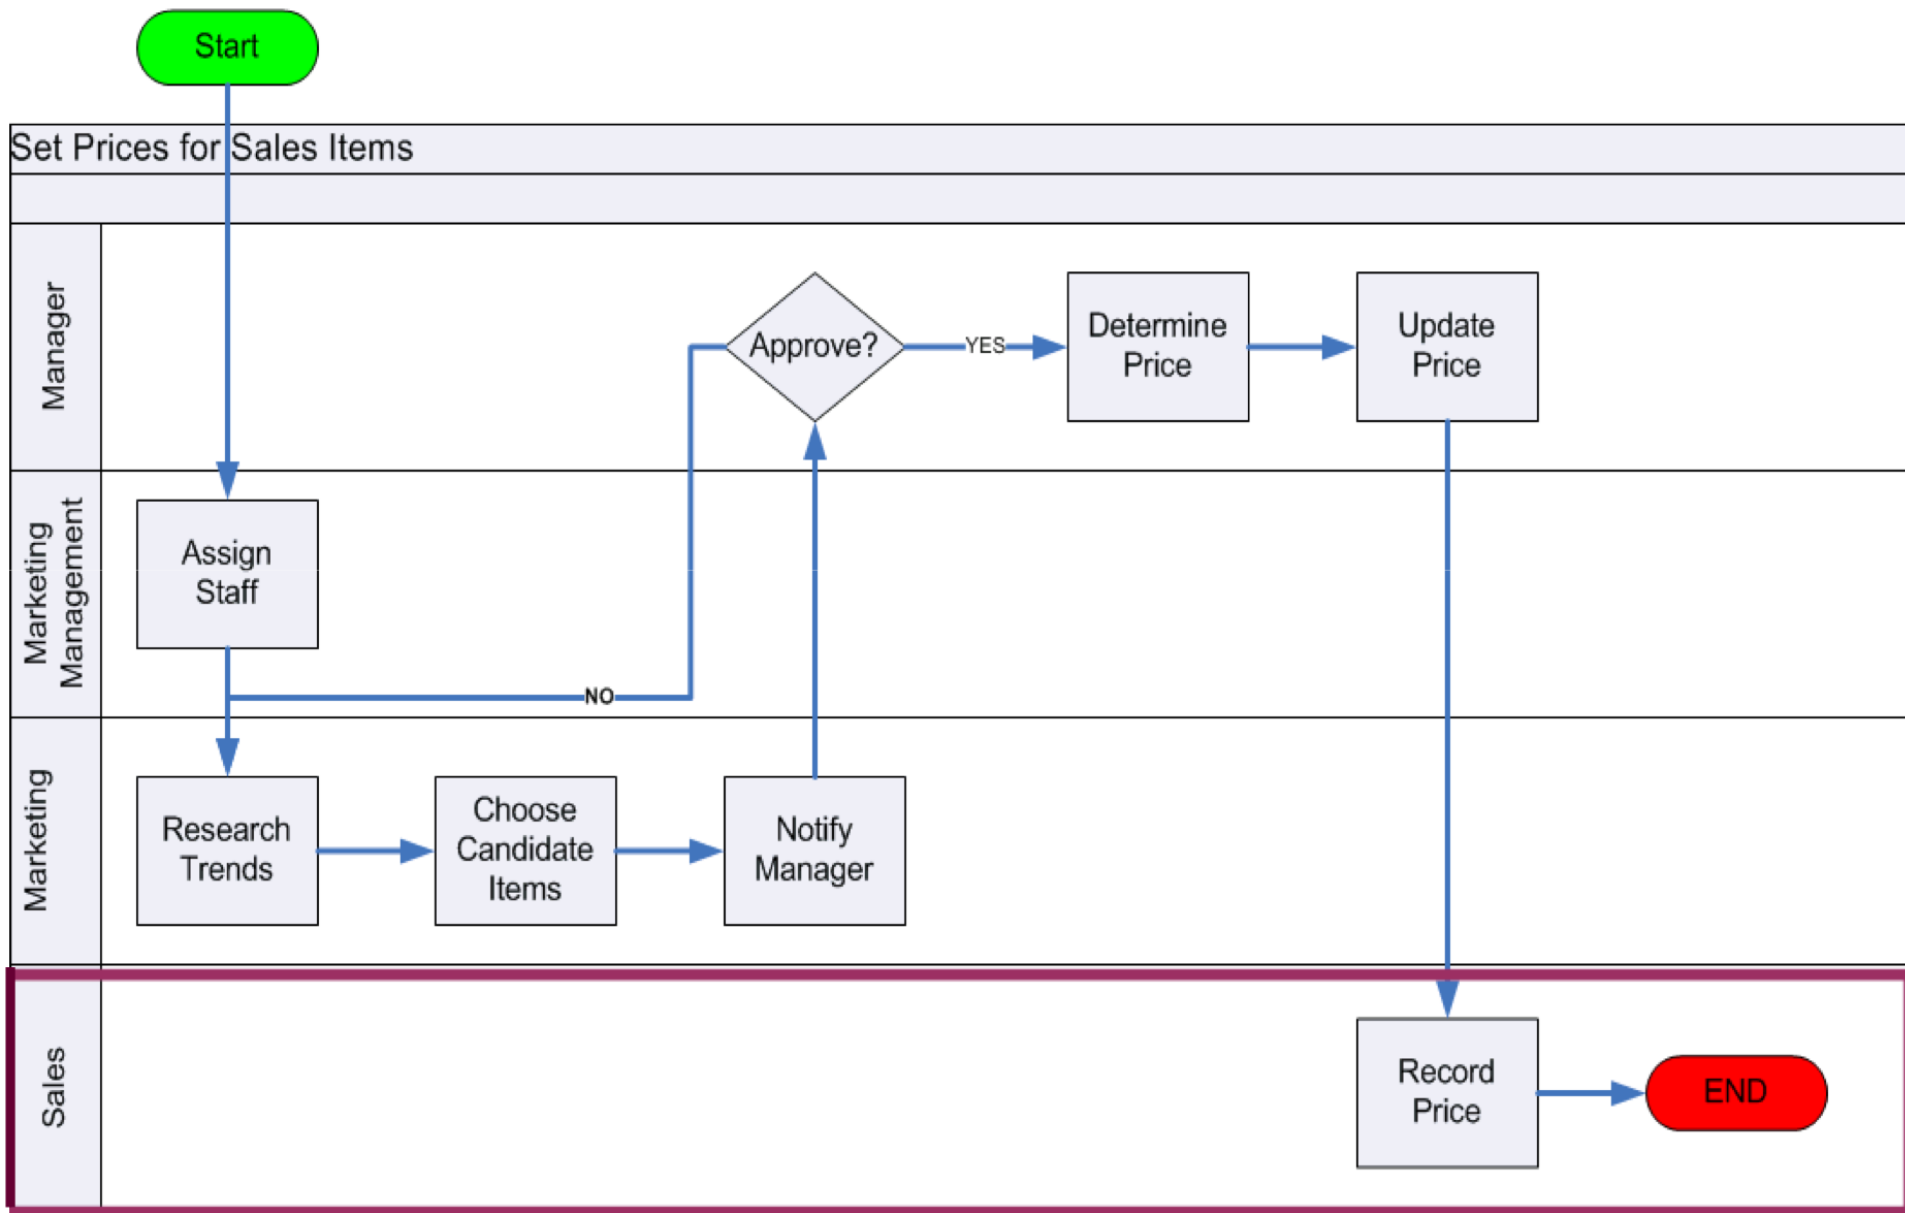 Start
Set Prices for Sales Items
Manager
Approve?
YES
Determine
Price
Update
Price
Marketing
Management
Assign
Staff
NO
Marketing
Research
Trends
Choose
Candidate
Items
Notify
Manager
Sales
Record
Price
END